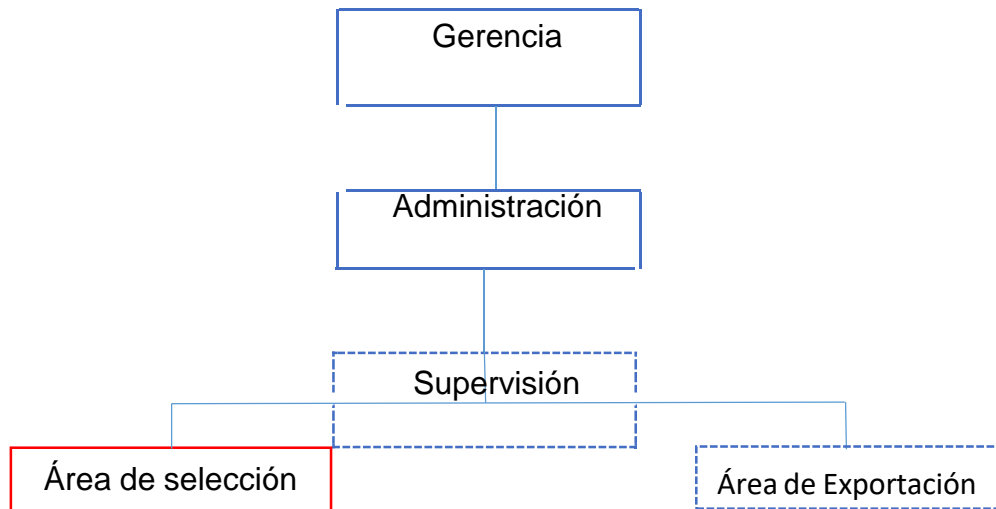 Gerencia
Administración
Supervisión
Área de selección
Área de Exportación